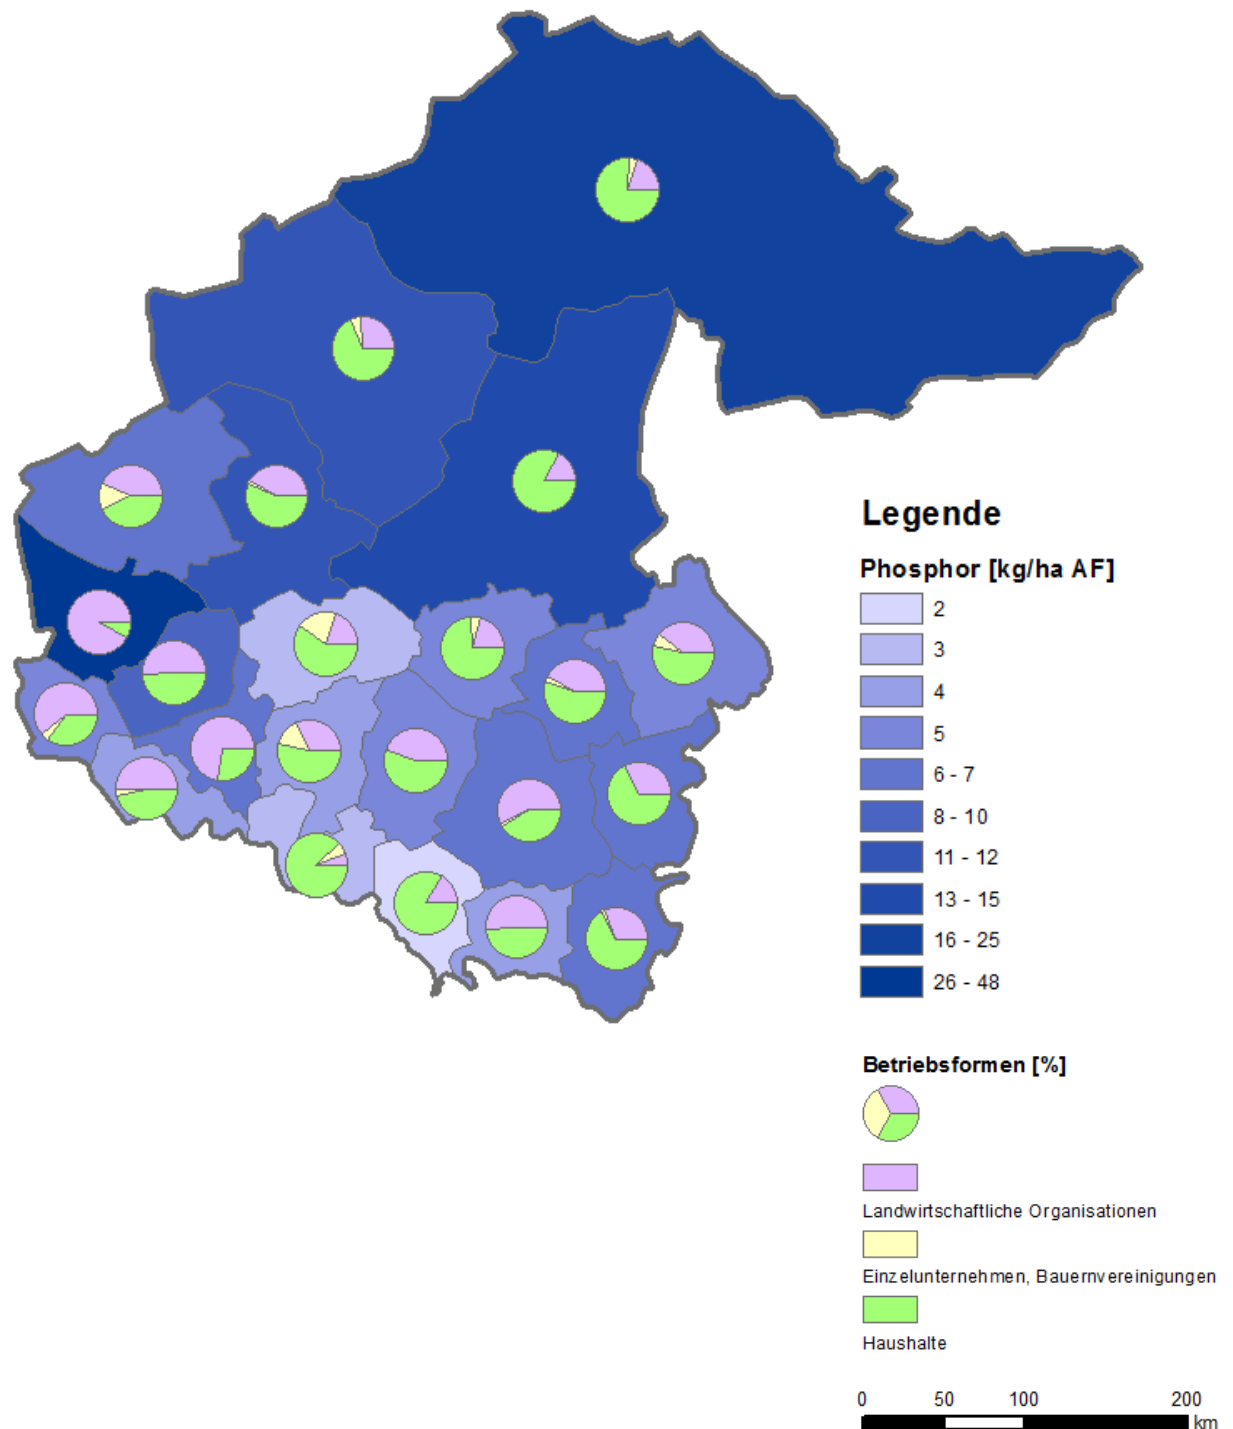 Legende
Phosphor [kg/ha AF]
2
3
4
5
6 - 7
8 - 10
11 - 12
13 - 15
16 - 25
26 - 48
Betriebsformen [%]
Landwirtschaftliche Organisationen
Einzelunternehmen, Bauernvereinigungen
Haushalte
0 50 100 200
km